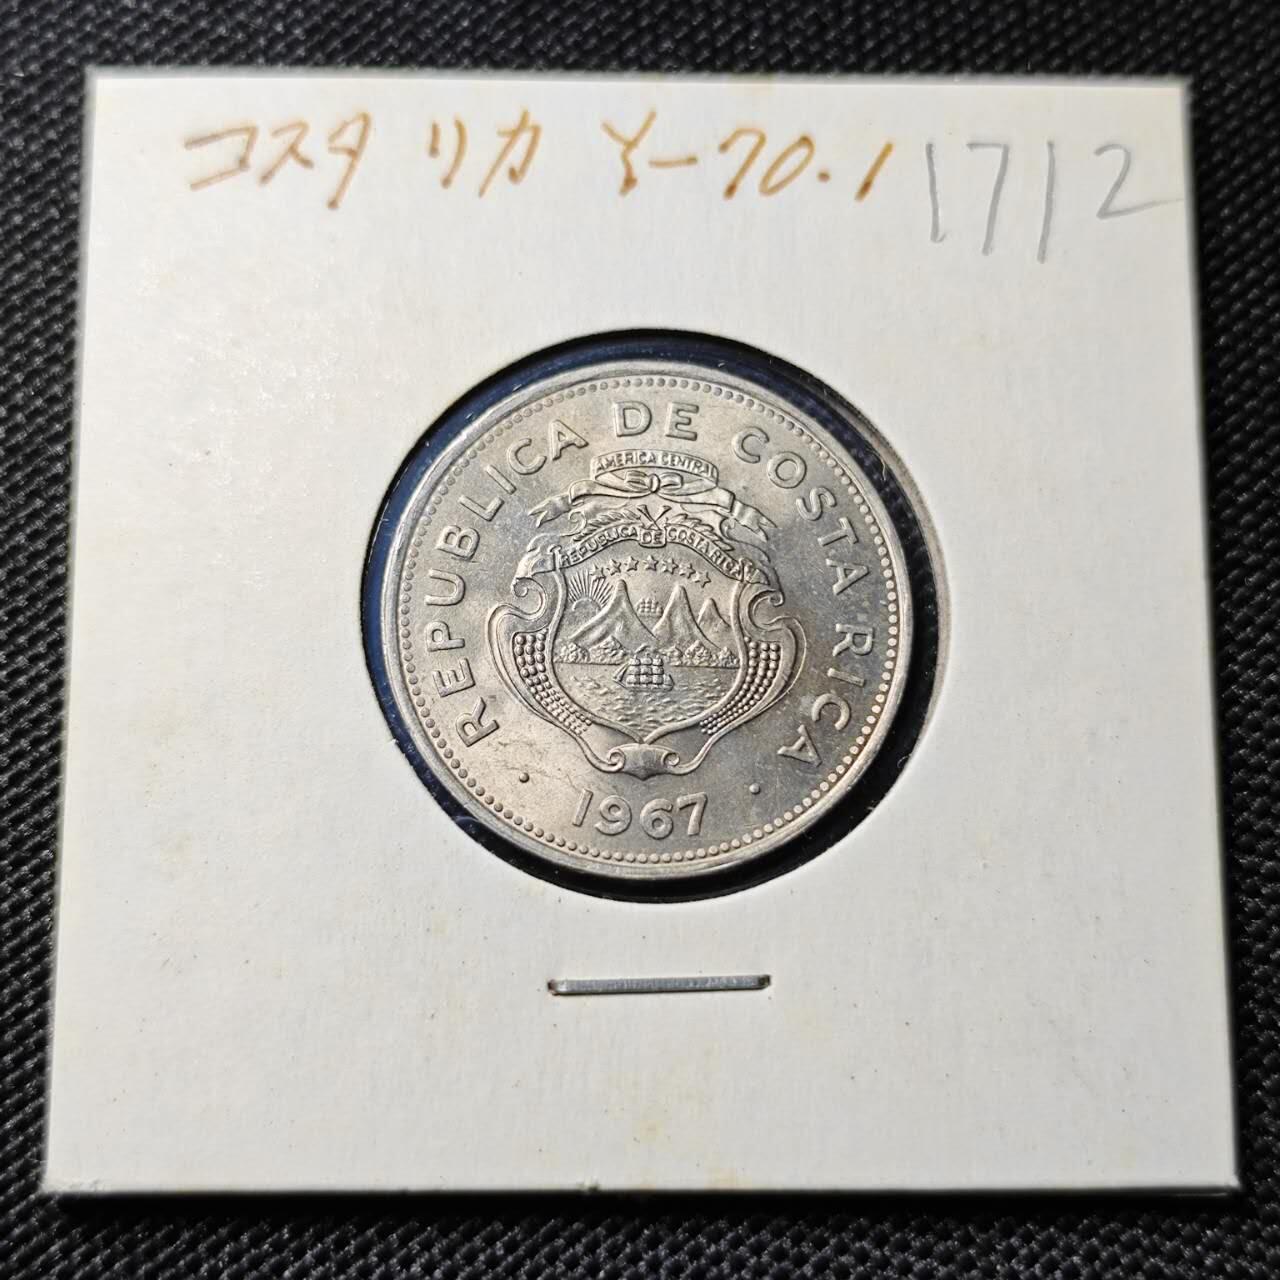 コスタリカ Y-70.1 1712
REPUBLICA DE COSTA RICA
AMERICA CENTRAL
REPUBLICA DE COSTA RICA
· 1967 ·